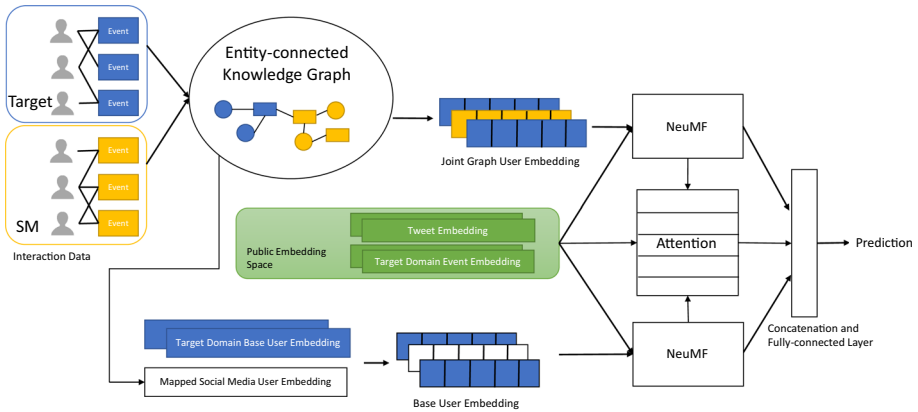 Event
Event
Event
Target
Event
Event
Event
SM
Interaction Data
Entity-connected
Knowledge Graph
Joint Graph User Embedding
Public Embedding
Space
Tweet Embedding
Target Domain Event Embedding
Target Domain Base User Embedding
Mapped Social Media User Embedding
Base User Embedding
NeuMF
Attention
NeuMF
Concatenation and
Fully-connected Layer
Prediction